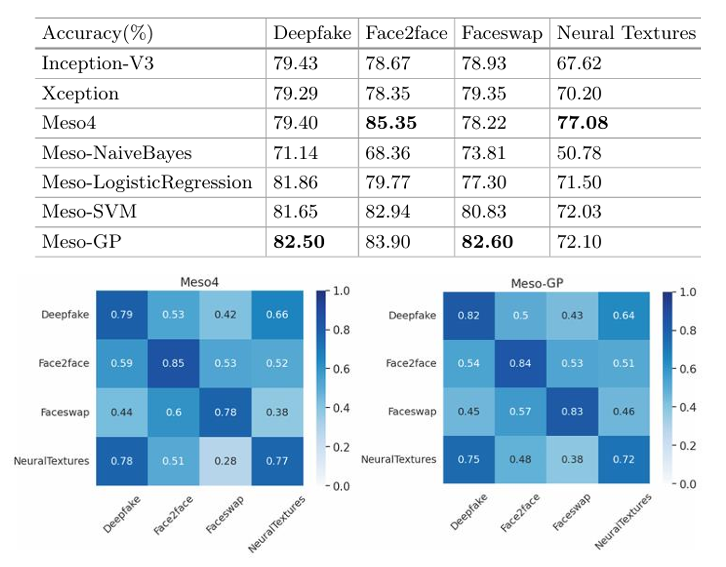 Accuracy(%) Deepfake Face2face Faceswap Neural Textures
Inception-V3 79.43 78.67 78.93 67.62
Xception 79.29 78.35 79.35 70.20
Meso4 79.40 85.35 78.22 77.08
Meso-NaiveBayes 71.14 68.36 73.81 50.78
Meso-LogisticRegression 81.86 79.77 77.30 71.50
Meso-SVM 81.65 82.94 80.83 72.03
Meso-GP 82.50 83.90 82.60 72.10
Meso4
Deepfake 0.79 0.53 0.42 0.66
Face2face 0.59 0.85 0.53 0.52
Faceswap 0.44 0.6 0.78 0.38
NeuralTextures 0.78 0.51 0.28 0.77
Deepfake Face2face Faceswap NeuralTextures
1.0
0.8
0.6
0.4
0.2
0.0
Meso-GP
Deepfake 0.82 0.5 0.43 0.64
Face2face 0.54 0.84 0.53 0.51
Faceswap 0.45 0.57 0.83 0.46
NeuralTextures 0.75 0.48 0.38 0.72
Deepfake Face2face Faceswap NeuralTextures
1.0
0.8
0.6
0.4
0.2
0.0